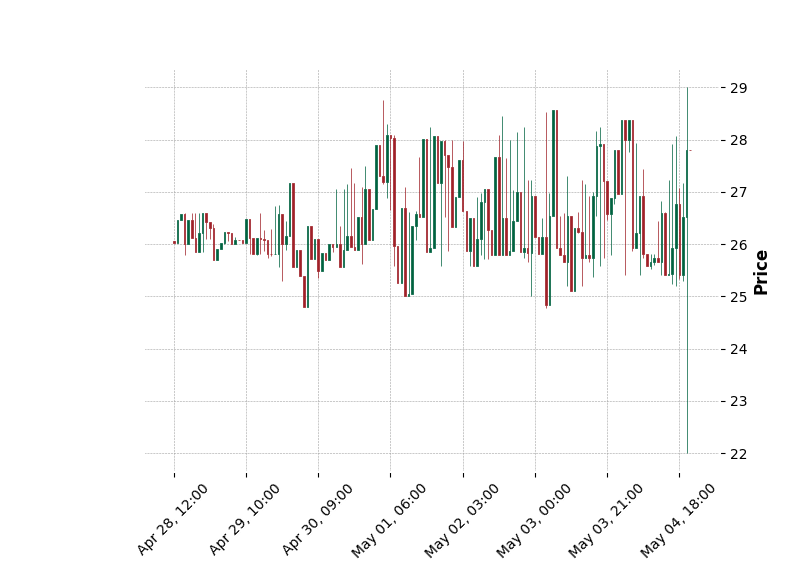 29
28
27
26
25
24
23
22
Price
Apr 28, 12:00
Apr 29, 10:00
Apr 30, 09:00
May 01, 06:00
May 02, 03:00
May 03, 00:00
May 03, 21:00
May 04, 18:00